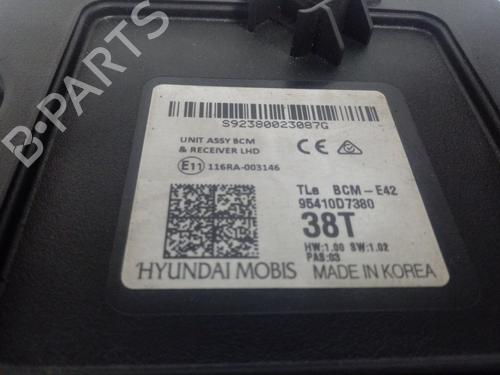 B-PARTS
S92380023087G
UNIT ASSY BCM
& RECEIVER LHD
CE
E11 116RA-003146
TLe BCM-E42
95410D7380
38T
HW:1.00 SW:1.02
PAS:03
HYUNDAI MOBIS
MADE IN KOREA